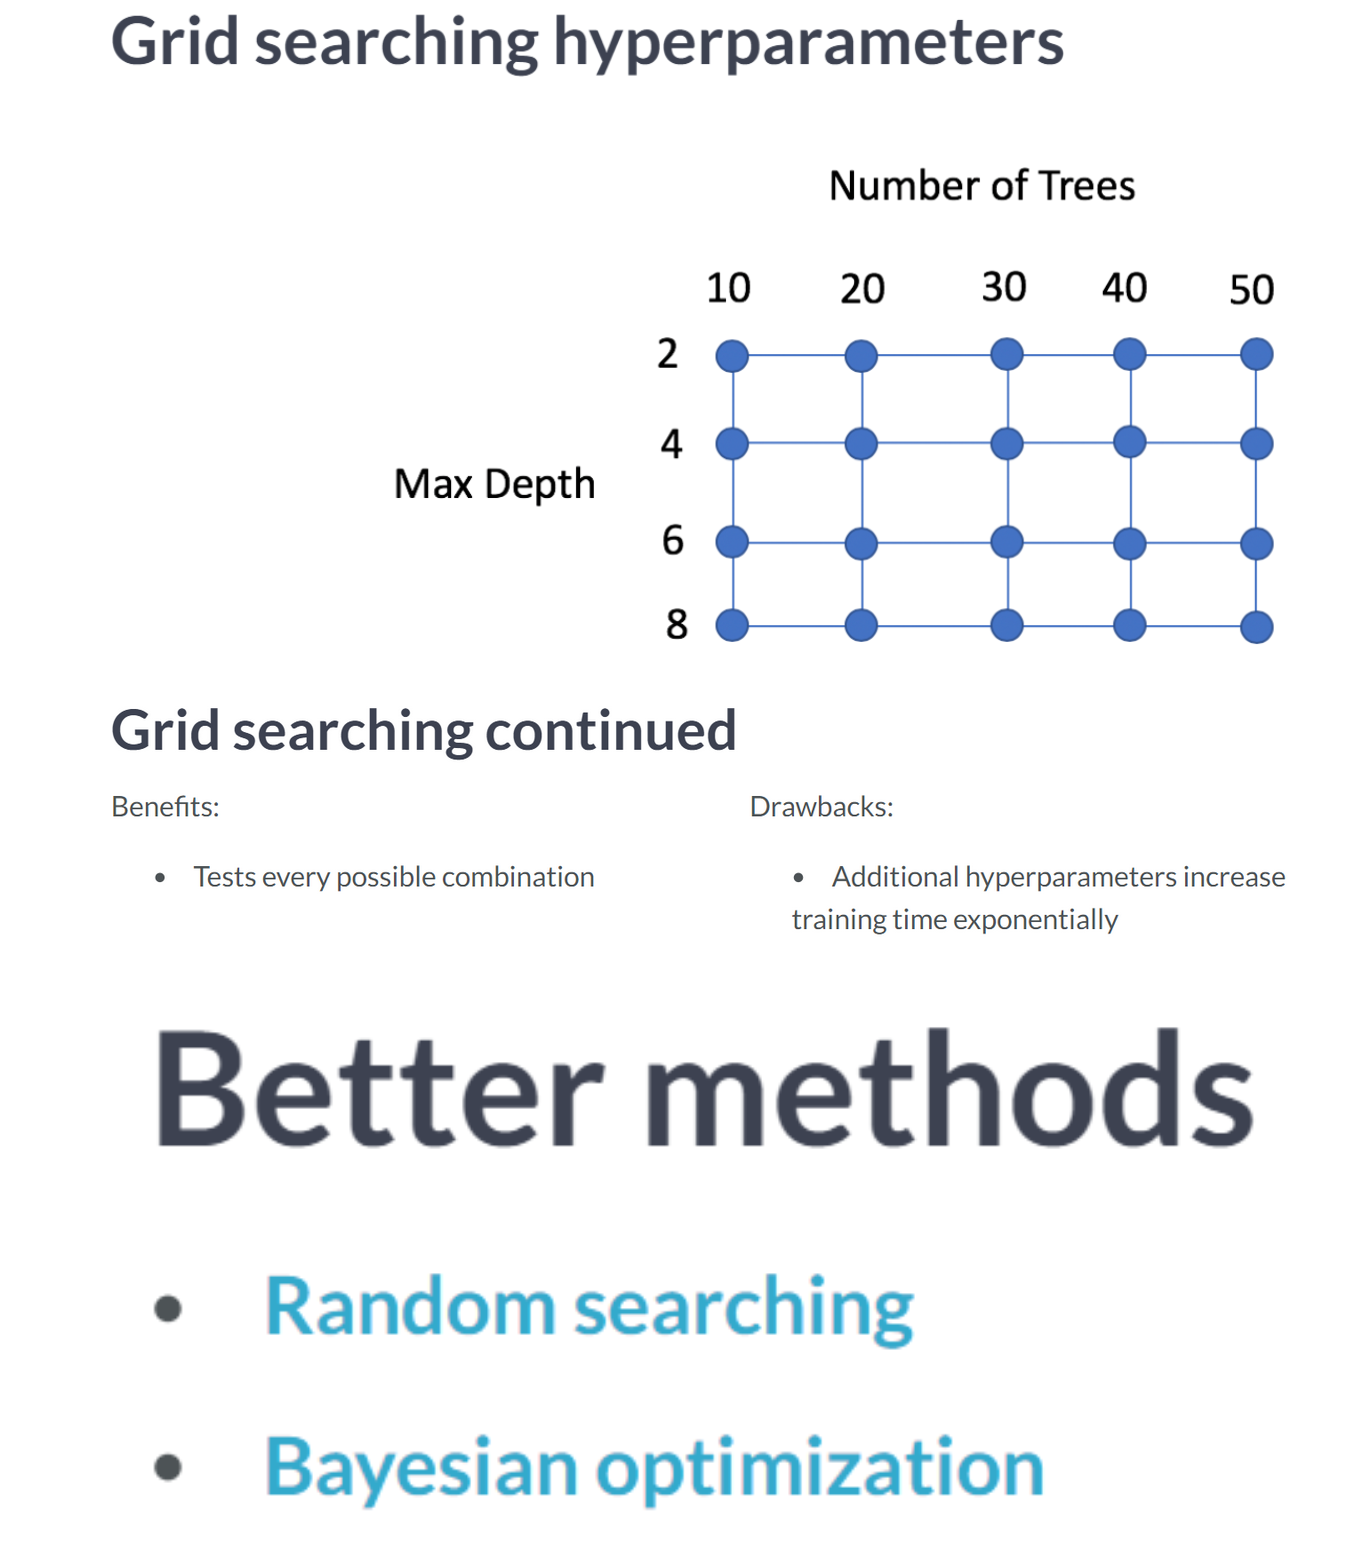 Grid searching hyperparameters
Number of Trees
10 20 30 40 50
2
4
Max Depth
6
8
Grid searching continued
Benefits:
• Tests every possible combination
Drawbacks:
• Additional hyperparameters increase
training time exponentially
Better methods
• Random searching
• Bayesian optimization